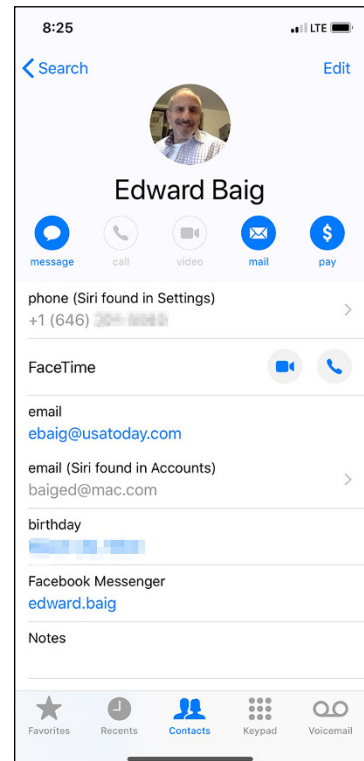 8:25
LTE
Search Edit
Edward Baig
message call video mail $ pay
phone (Siri found in Settings)
+1 (646)
FaceTime
email
ebaig@usatoday.com
email (Siri found in Accounts)
baiged@mac.com
birthday
Facebook Messenger
edward.baig
Notes
Favorites Recents Contacts Keypad Voicemail